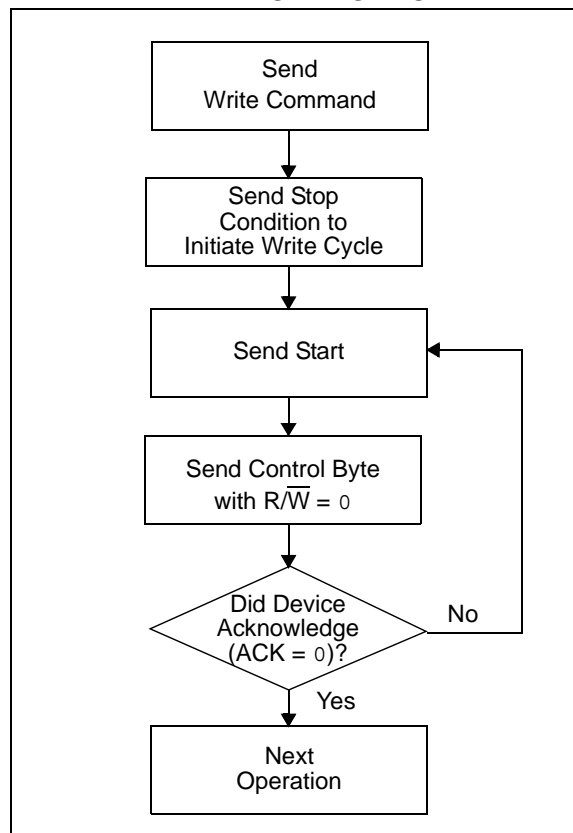 Send
Write Command
Send Stop
Condition to
Initiate Write Cycle
Send Start
Send Control Byte
with R/W̅ = 0
Did Device
Acknowledge
(ACK = 0)?
No
Yes
Next
Operation